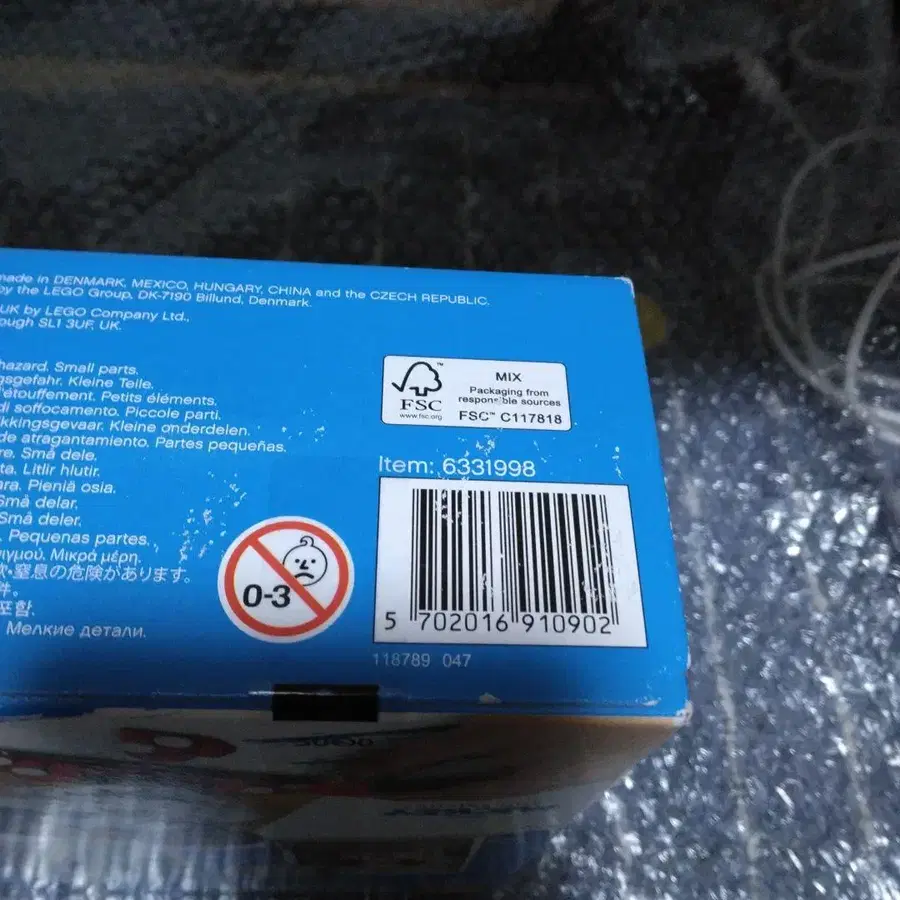 made in DENMARK, MEXICO, HUNGARY, CHINA and the CZECH REPUBLIC.
by the LEGO Group, DK-7190 Billund, Denmark.
UK by LEGO Company Ltd.,
ough SL1 3UF, UK.
hazard. Small parts.
gsgefahr. Kleine Teile.
'étouffement. Petits éléments.
di soffocamento. Piccole parti.
kkingsgevaar. Kleine onderdelen.
de atragantamiento. Partes pequeñas.
re. Små dele.
ta. Litlir hlutir.
ara. Pieniä osia.
Små delar.
Små deler.
. Pequenas partes.
ιγμού. Μικρά μέρη.
窒息の危険があります。
件。
포함.
Мелкие детали.
FSC™
www.fsc.org
MIX
Packaging from
responsible sources
FSC™ C117818
Item: 6331998
0-3
5 702016 910902
118789 047